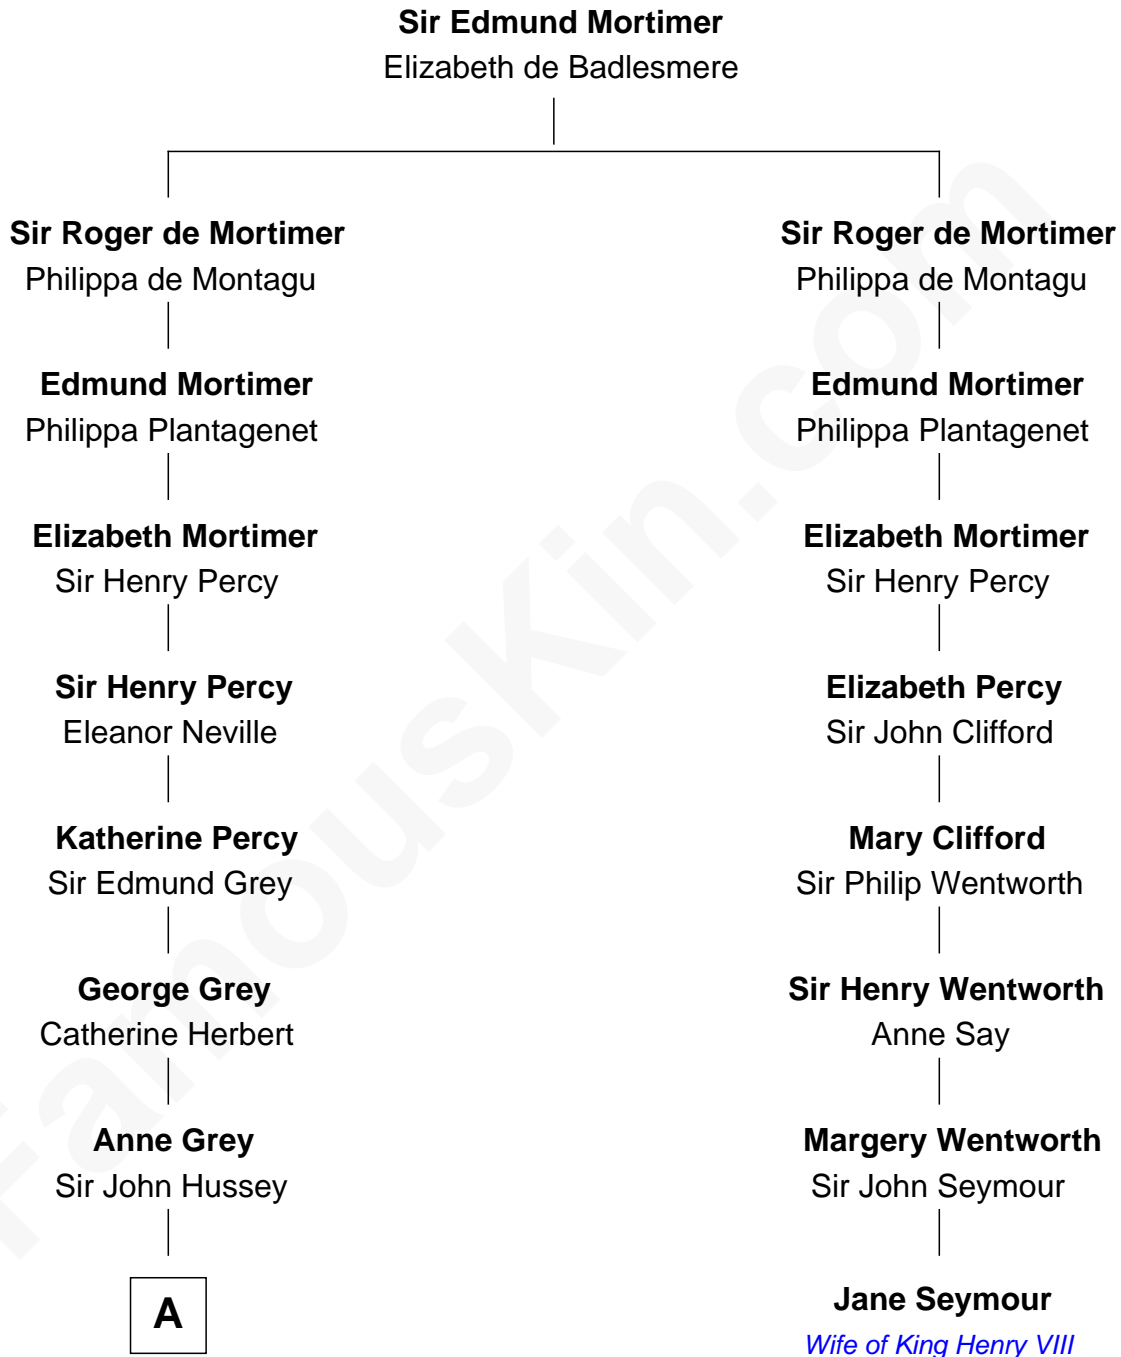 Sir Edmund Mortimer
Elizabeth de Badlesmere
Sir Roger de Mortimer
Philippa de Montagu
Edmund Mortimer
Philippa Plantagenet
Elizabeth Mortimer
Sir Henry Percy
Sir Henry Percy
Eleanor Neville
Katherine Percy
Sir Edmund Grey
George Grey
Catherine Herbert
Anne Grey
Sir John Hussey
A
Sir Roger de Mortimer
Philippa de Montagu
Edmund Mortimer
Philippa Plantagenet
Elizabeth Mortimer
Sir Henry Percy
Elizabeth Percy
Sir John Clifford
Mary Clifford
Sir Philip Wentworth
Sir Henry Wentworth
Anne Say
Margery Wentworth
Sir John Seymour
Jane Seymour
Wife of King Henry VIII
FamousKin.com